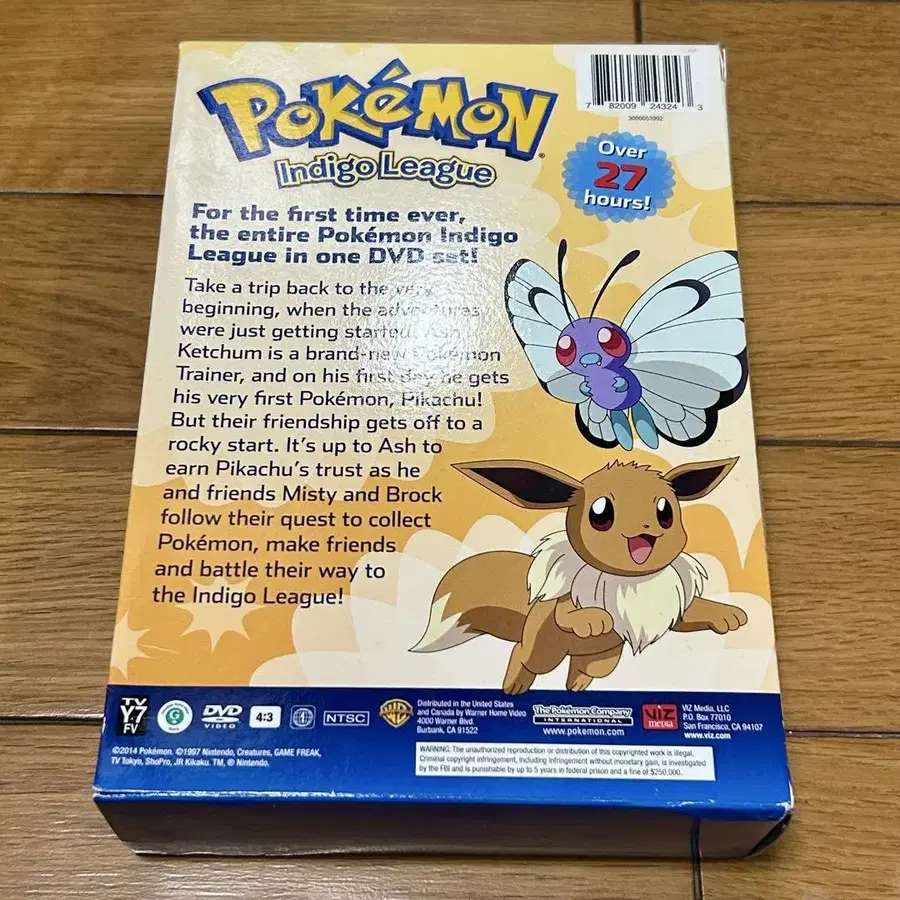 POKéMON
Indigo League
7 82009 24324 3
3000053992
Over
27
hours!
For the first time ever,
the entire Pokémon Indigo
League in one DVD set!
Take a trip back to the very
beginning, when the adventures
were just getting started. Ash
Ketchum is a brand-new Pokémon
Trainer, and on his first day he gets
his very first Pokémon, Pikachu!
But their friendship gets off to a
rocky start. It's up to Ash to
earn Pikachu's trust as he
and friends Misty and Brock
follow their quest to collect
Pokémon, make friends
and battle their way to
the Indigo League!
TV
Y7
FV
G
DVD
VIDEO
4:3
1
NTSC
WB
Distributed in the United States
and Canada by Warner Home Video
4000 Warner Blvd.
Burbank, CA 91522
The Pokémon Company
INTERNATIONAL
www.pokemon.com
VIZ
media
VIZ Media, LLC
P.O. Box 77010
San Francisco, CA 94107
www.viz.com
©2014 Pokémon. ©1997 Nintendo, Creatures, GAME FREAK,
TV Tokyo, ShoPro, JR Kikaku. TM, ® Nintendo.
WARNING: The unauthorized reproduction or distribution of this copyrighted work is illegal.
Criminal copyright infringement, including infringement without monetary gain, is investigated
by the FBI and is punishable by up to 5 years in federal prison and a fine of $250,000.